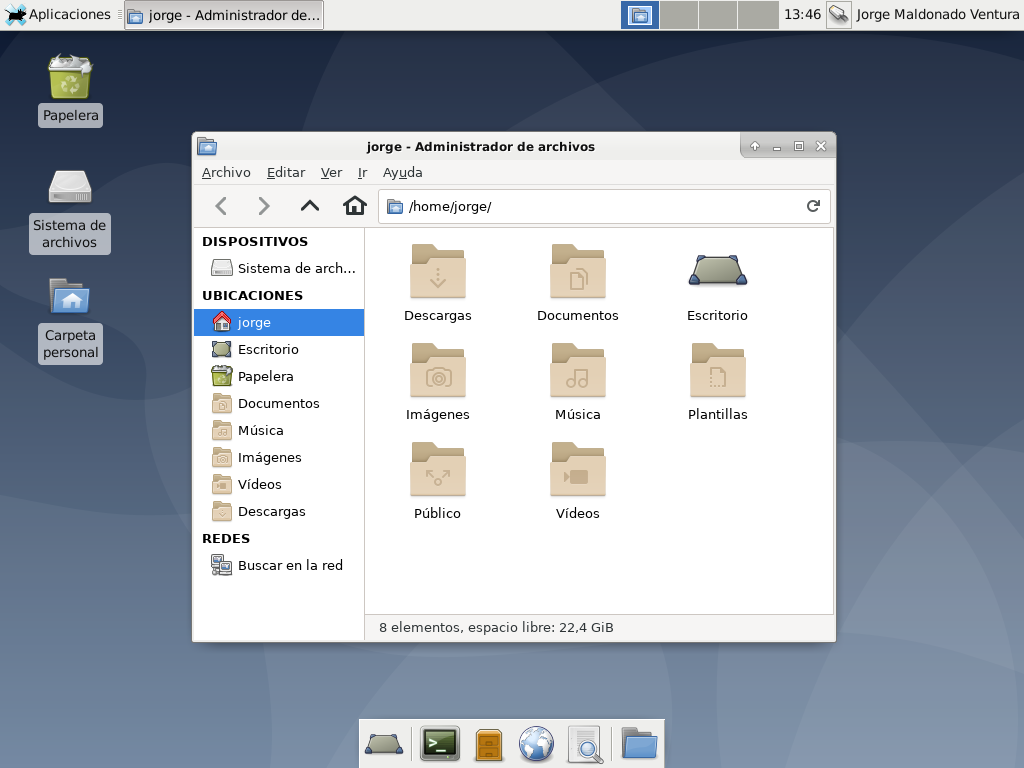 Aplicaciones
jorge - Administrador de...
13:46
Jorge Maldonado Ventura
Papelera
Sistema de
archivos
Carpeta
personal
jorge - Administrador de archivos
Archivo Editar Ver Ir Ayuda
/home/jorge/
DISPOSITIVOS
Sistema de arch...
UBICACIONES
jorge
Escritorio
Papelera
Documentos
Música
Imágenes
Vídeos
Descargas
REDES
Buscar en la red
Descargas
Documentos
Escritorio
Imágenes
Música
Plantillas
Público
Vídeos
8 elementos, espacio libre: 22,4 GiB